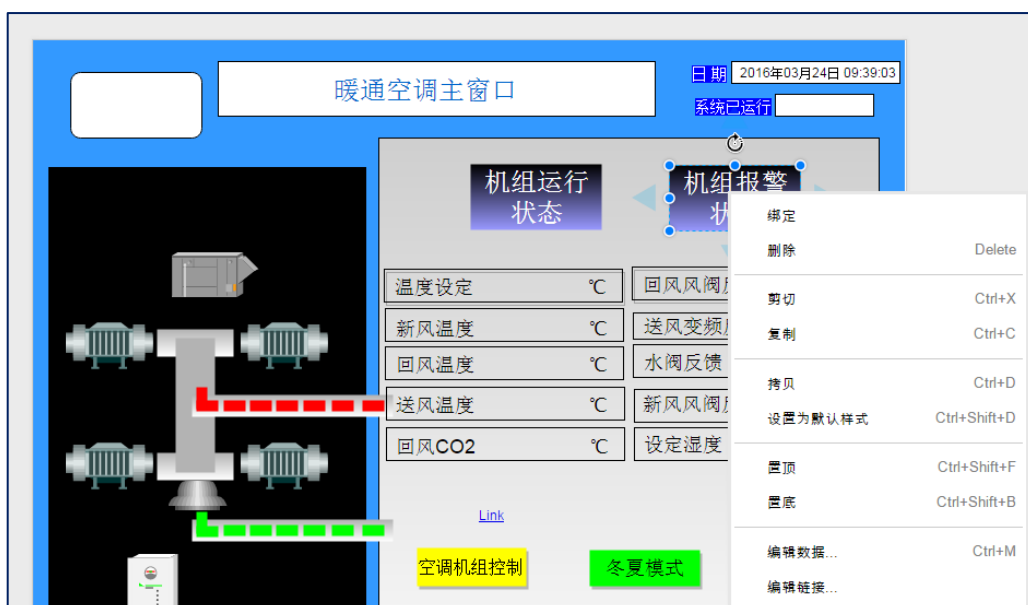 暖通空调主窗口
日 期 2016年03月24日 09:39:03
系统已运行
机组运行
状态
机组报警
状
温度设定 ℃
新风温度 ℃
回风温度 ℃
送风温度 ℃
回风CO2 ℃
回风风阀
送风变频
水阀反馈
新风风阀
设定湿度
Link
空调机组控制
冬夏模式
绑定
删除 Delete
剪切 Ctrl+X
复制 Ctrl+C
拷贝 Ctrl+D
设置为默认样式 Ctrl+Shift+D
置顶 Ctrl+Shift+F
置底 Ctrl+Shift+B
编辑数据... Ctrl+M
编辑链接...